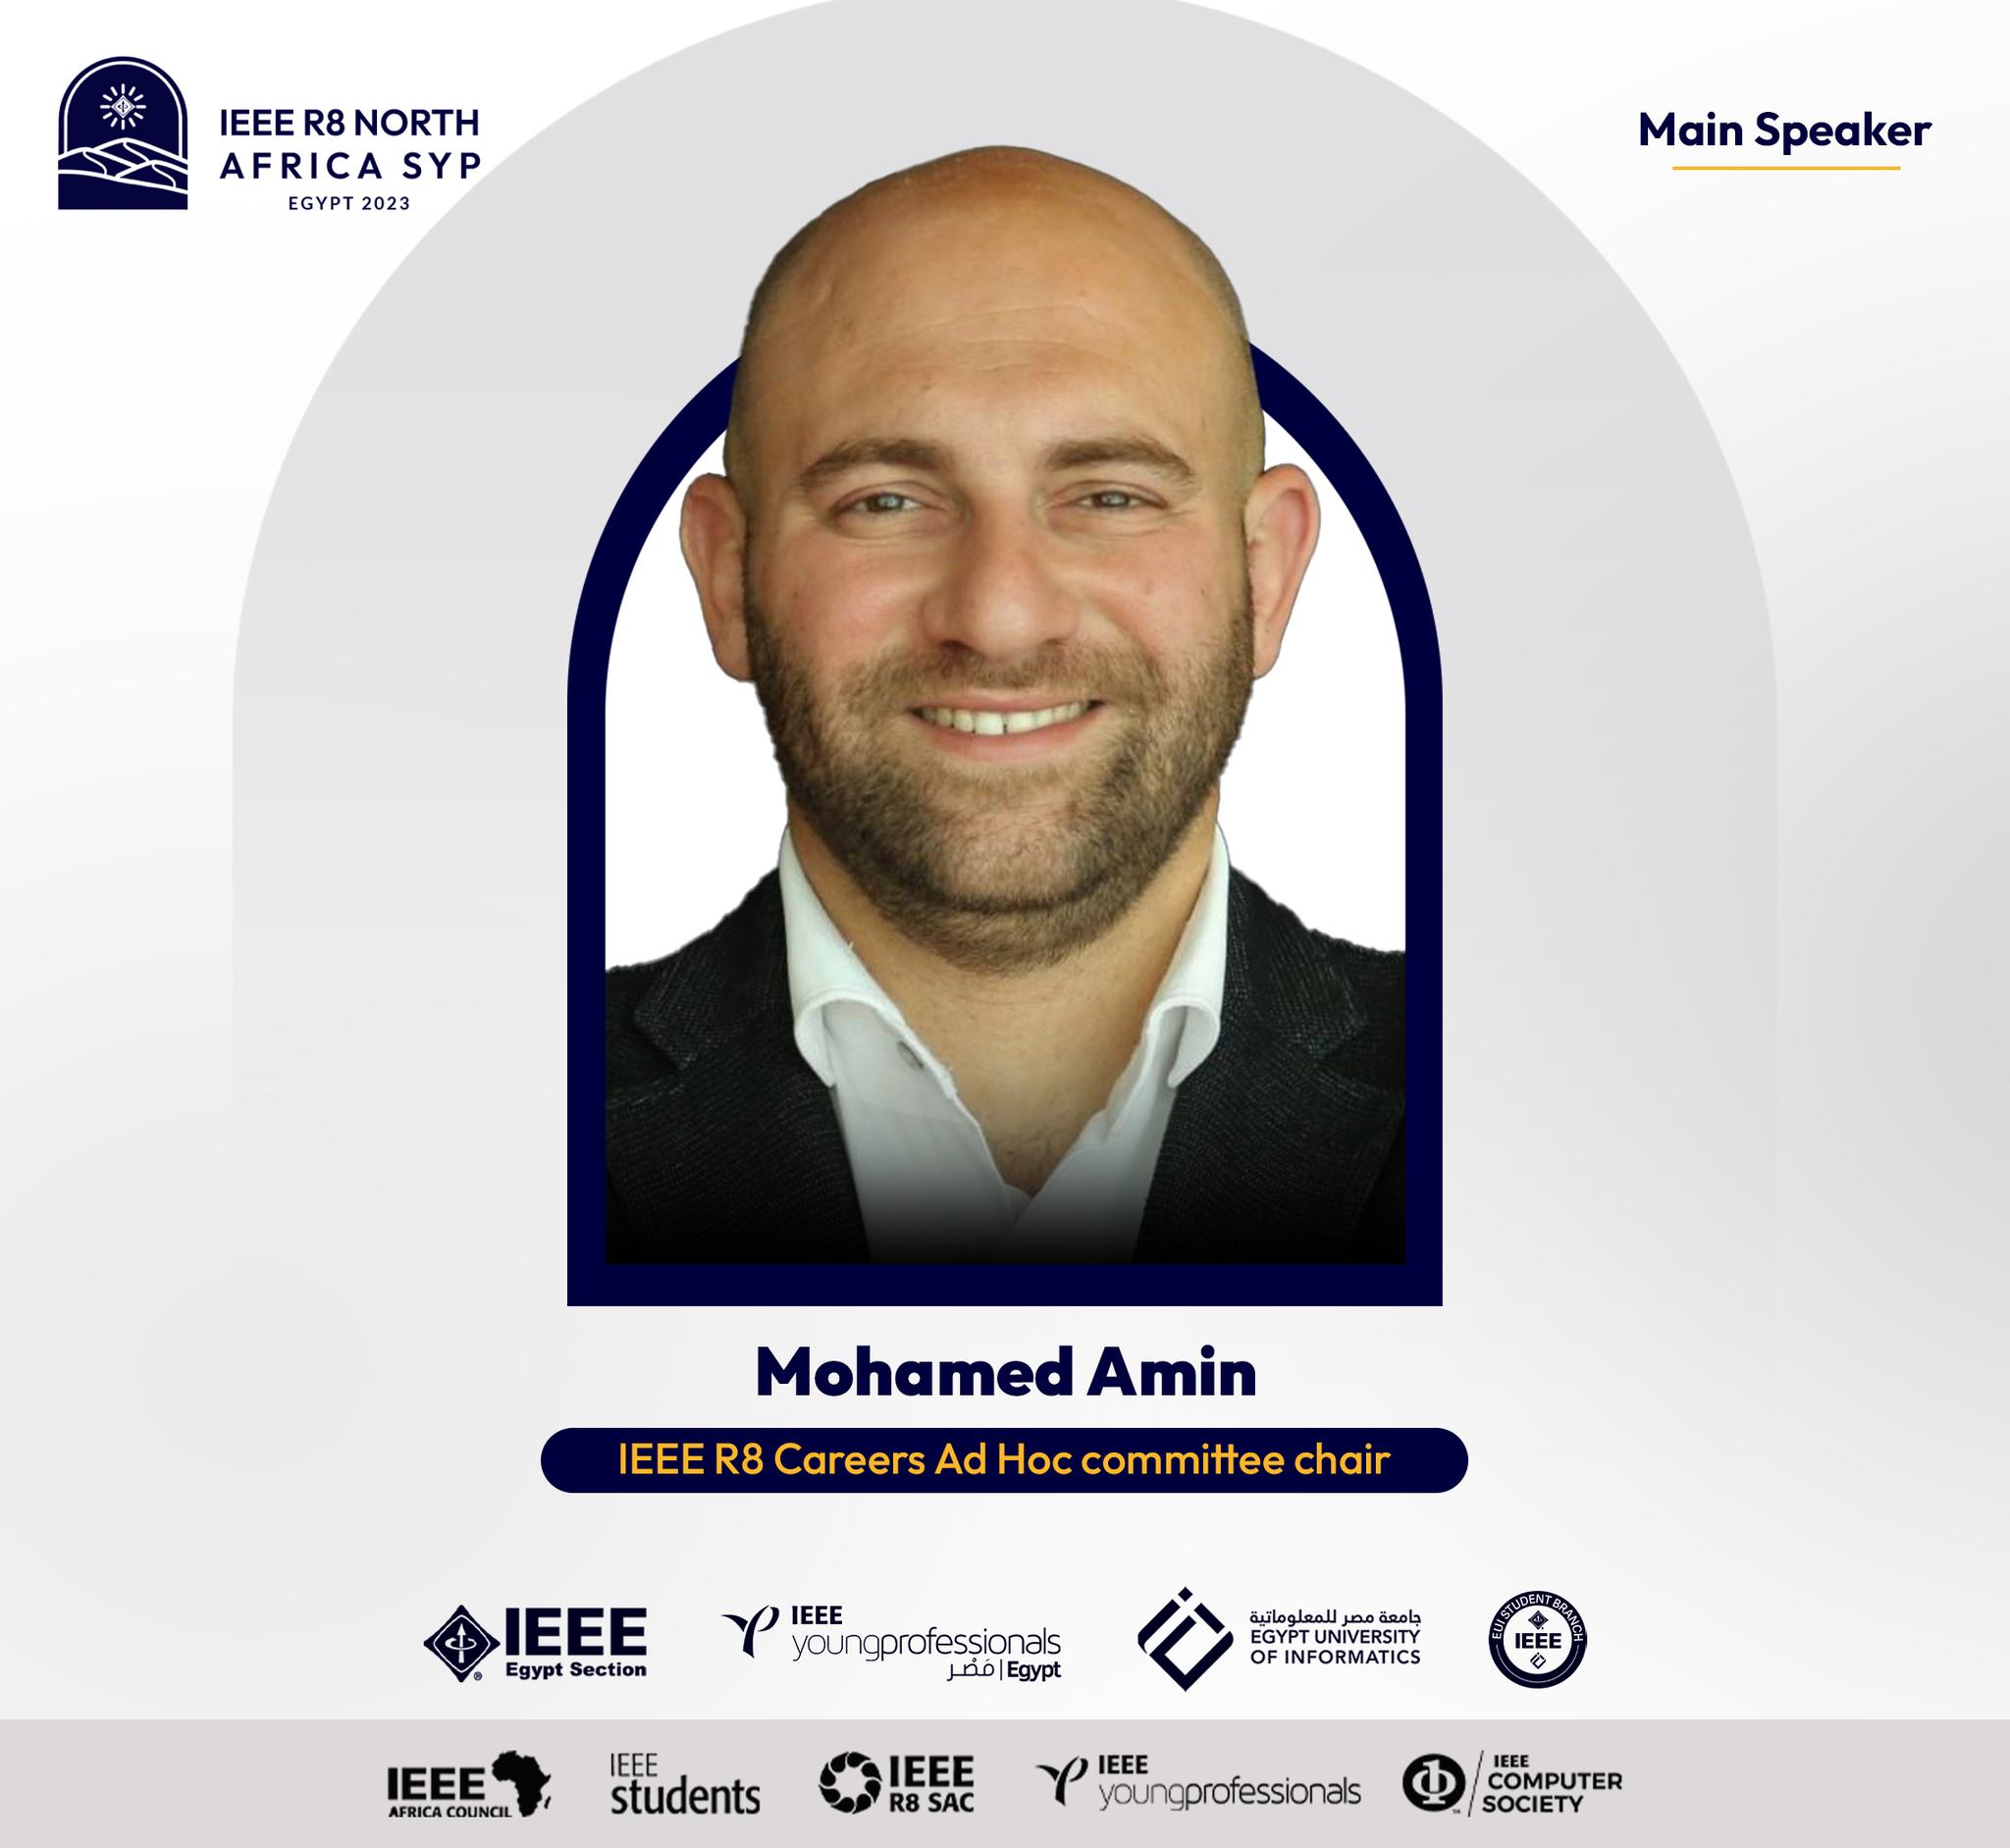 IEEE R8 NORTH
AFRICA SYP
EGYPT 2023
Main Speaker
Mohamed Amin
IEEE R8 Careers Ad Hoc committee chair
IEEE
Egypt Section
IEEE
youngprofessionals
مَصْر | Egypt
جامعة مصر للمعلوماتية
EGYPT UNIVERSITY
OF INFORMATICS
EUI STUDENT BRANCH
IEEE
IEEE
AFRICA COUNCIL
IEEE
students
IEEE
R8 SAC
IEEE
youngprofessionals
IEEE
COMPUTER
SOCIETY